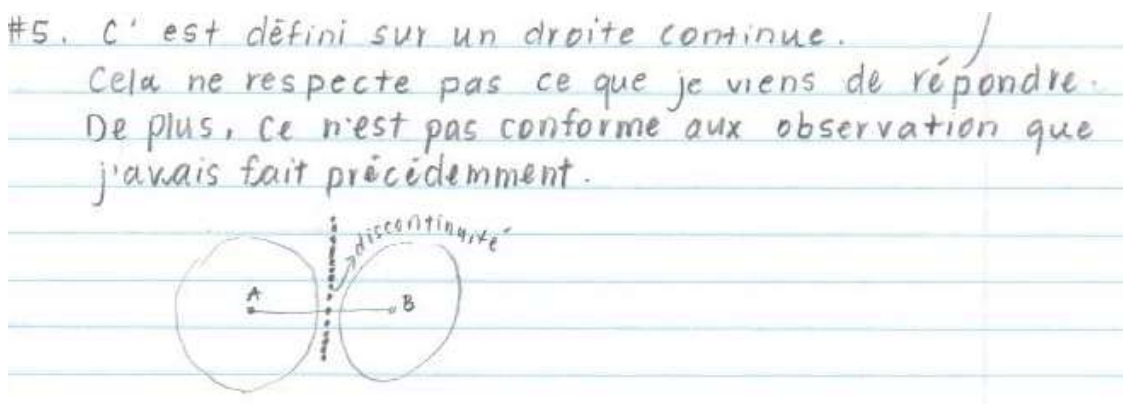 #5. C'est défini sur un droite continue.
Cela ne respecte pas ce que je viens de répondre.
De plus, ce n'est pas conforme aux observation que
j'avais fait précédemment.
discontinuité
A
B